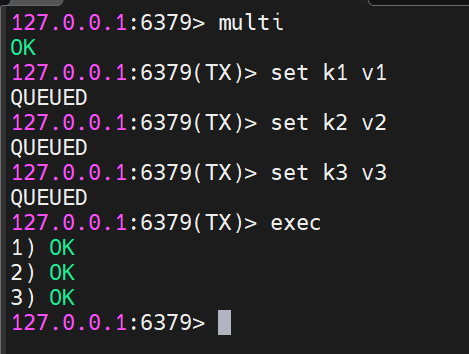 127.0.0.1:6379> multi
OK
127.0.0.1:6379(TX)> set k1 v1
QUEUED
127.0.0.1:6379(TX)> set k2 v2
QUEUED
127.0.0.1:6379(TX)> set k3 v3
QUEUED
127.0.0.1:6379(TX)> exec
1) OK
2) OK
3) OK
127.0.0.1:6379>